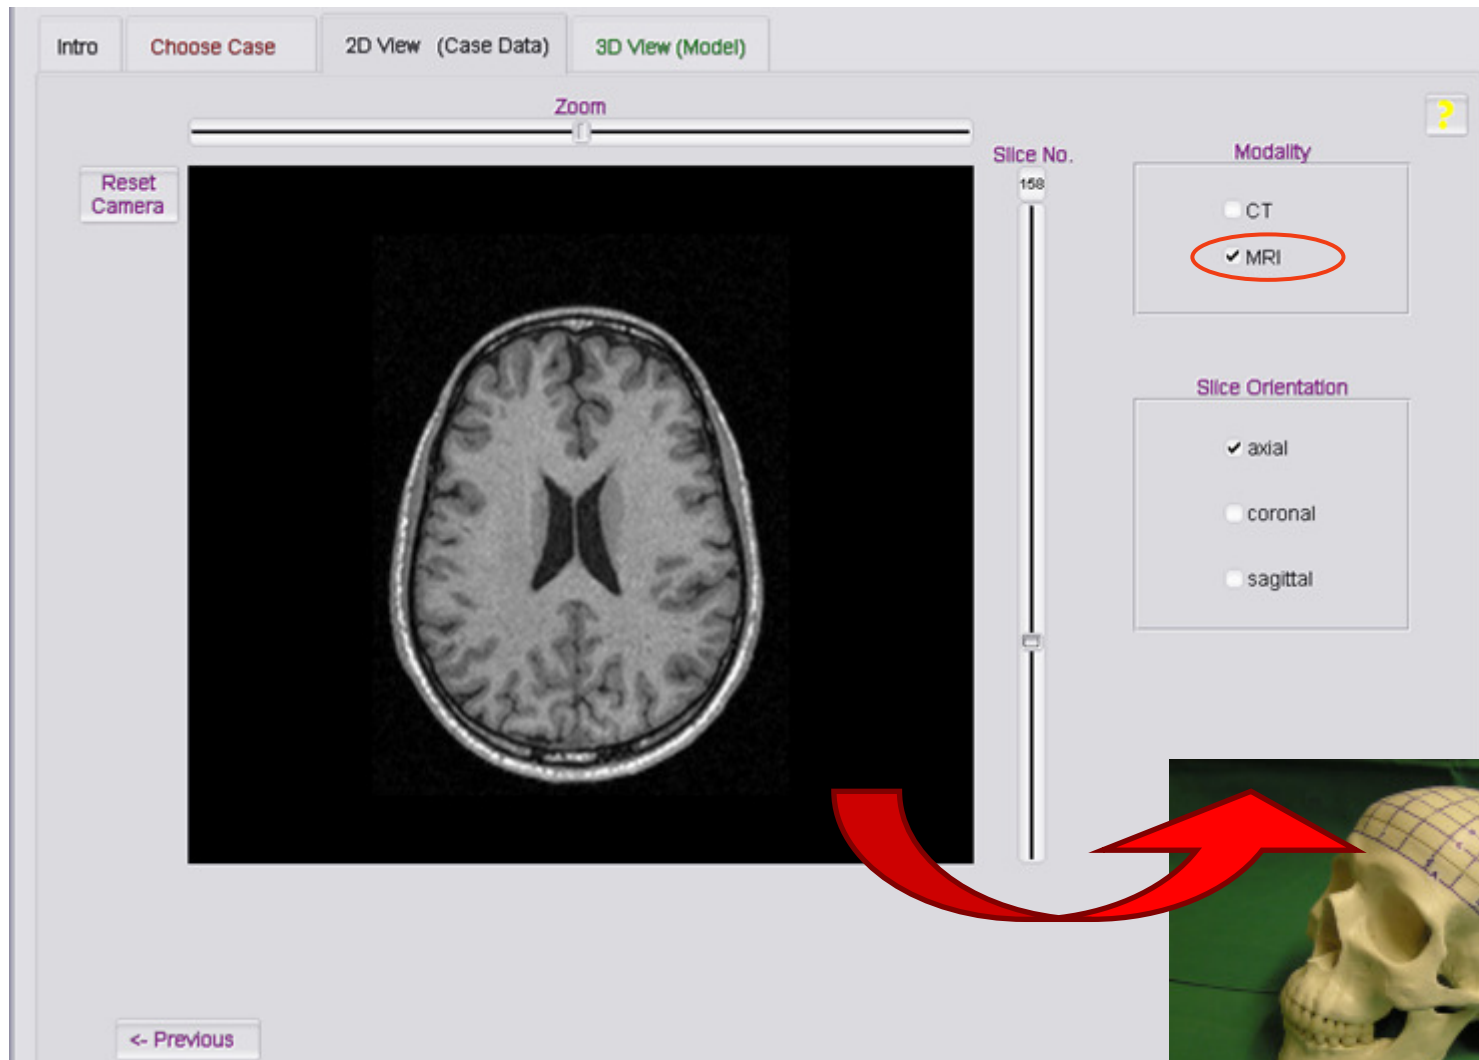 Intro
Choose Case
2D View (Case Data)
3D View (Model)
Zoom
?
Reset
Camera
Slice No.
158
Modality
CT
MRI
Slice Orientation
axial
coronal
sagittal
<- Previous